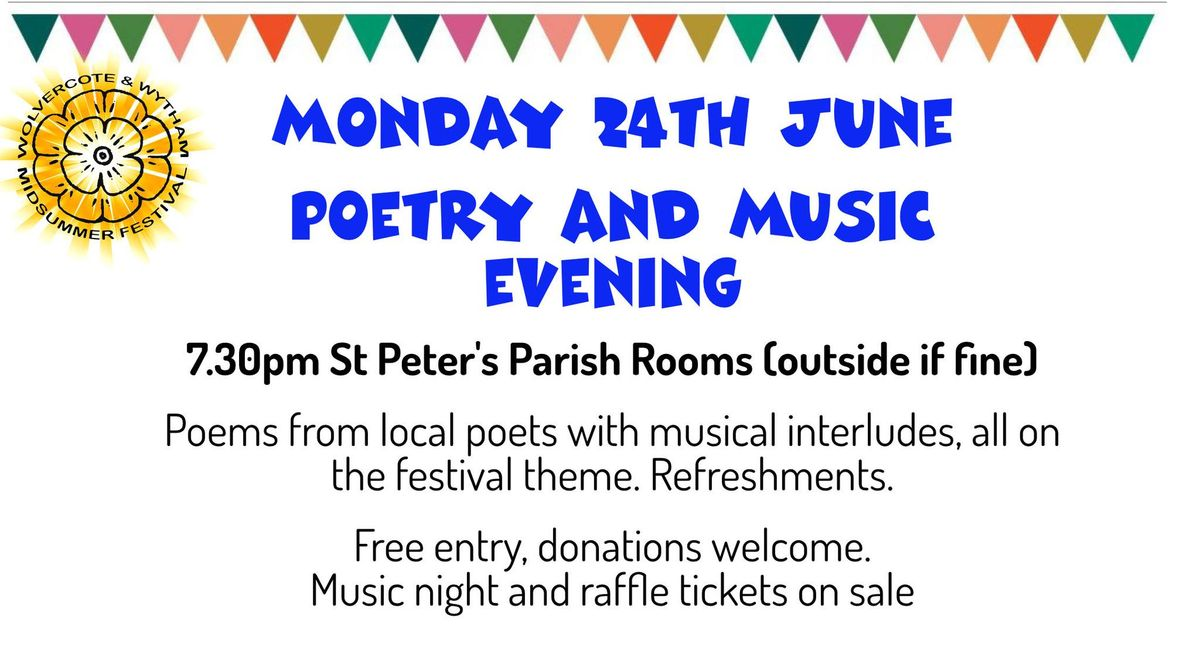 WOLVERCOTE & WYTHAM
MIDSUMMER FESTIVAL
MONDAY 24TH JUNE
POETRY AND MUSIC
EVENING
7.30pm St Peter's Parish Rooms (outside if fine)
Poems from local poets with musical interludes, all on
the festival theme. Refreshments.
Free entry, donations welcome.
Music night and raffle tickets on sale